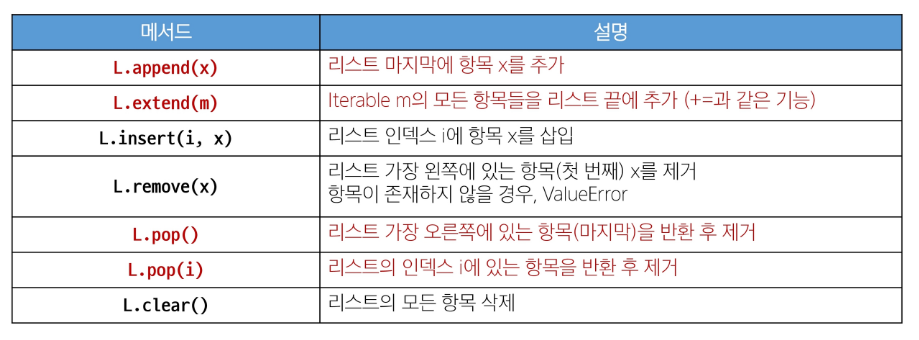 메서드 설명
L.append(x) 리스트 마지막에 항목 x를 추가
L.extend(m) Iterable m의 모든 항목들을 리스트 끝에 추가 (+=과 같은 기능)
L.insert(i, x) 리스트 인덱스 i에 항목 x를 삽입
L.remove(x) 리스트 가장 왼쪽에 있는 항목(첫 번째) x를 제거
항목이 존재하지 않을 경우, ValueError
L.pop() 리스트 가장 오른쪽에 있는 항목(마지막)을 반환 후 제거
L.pop(i) 리스트의 인덱스 i에 있는 항목을 반환 후 제거
L.clear() 리스트의 모든 항목 삭제